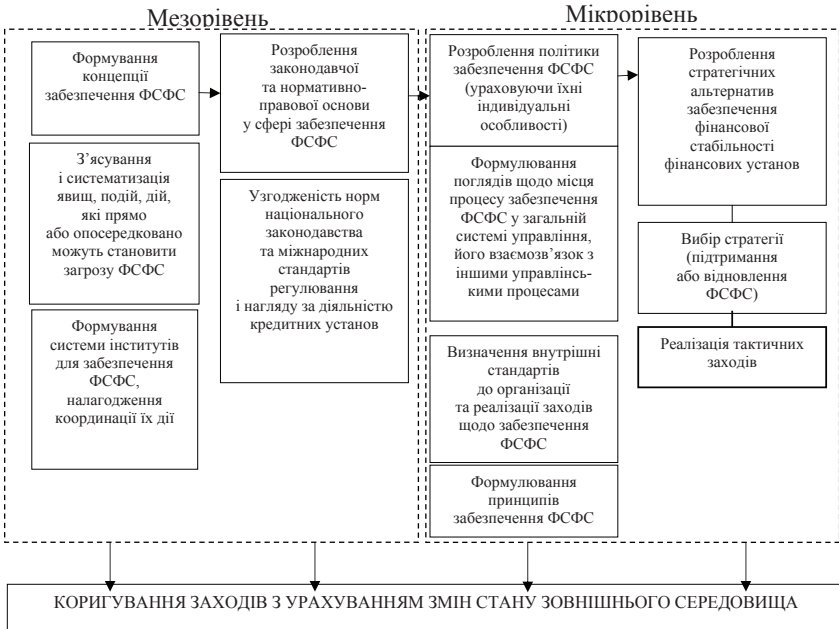 Мезорівень
Формування
концепції
забезпечення ФСФС
З’ясування
і систематизація
явищ, подій, дій,
які прямо
або опосередковано
можуть становити
загрозу ФСФС
Формування
системи інститутів
для забезпечення
ФСФС,
налагодження
координації їх дії
Розроблення
законодавчої
та нормативно-
правової основи
у сфері забезпечення
ФСФС
Узгодженість норм
національного
законодавства
та міжнародних
стандартів
регулювання
і нагляду за діяльністю
кредитних установ
Мікрорівень
Розроблення політики
забезпечення ФСФС
(ураховуючи їхні
індивідуальні
особливості)
Формулювання
поглядів щодо місця
процесу забезпечення
ФСФС у загальній
системі управління,
його взаємозв’язок з
іншими управлінсь-
кими процесами
Визначення внутрішні
стандартів
до організації
та реалізації заходів
щодо забезпечення
ФСФС
Формулювання
принципів
забезпечення ФСФС
Розроблення
стратегічних
альтернатив
забезпечення
фінансової
стабільності
фінансових установ
Вибір стратегії
(підтримання
або відновлення
ФСФС)
Реалізація тактичних
заходів
КОРИГУВАННЯ ЗАХОДІВ З УРАХУВАННЯМ ЗМІН СТАНУ ЗОВНІШНЬОГО СЕРЕДОВИЩА